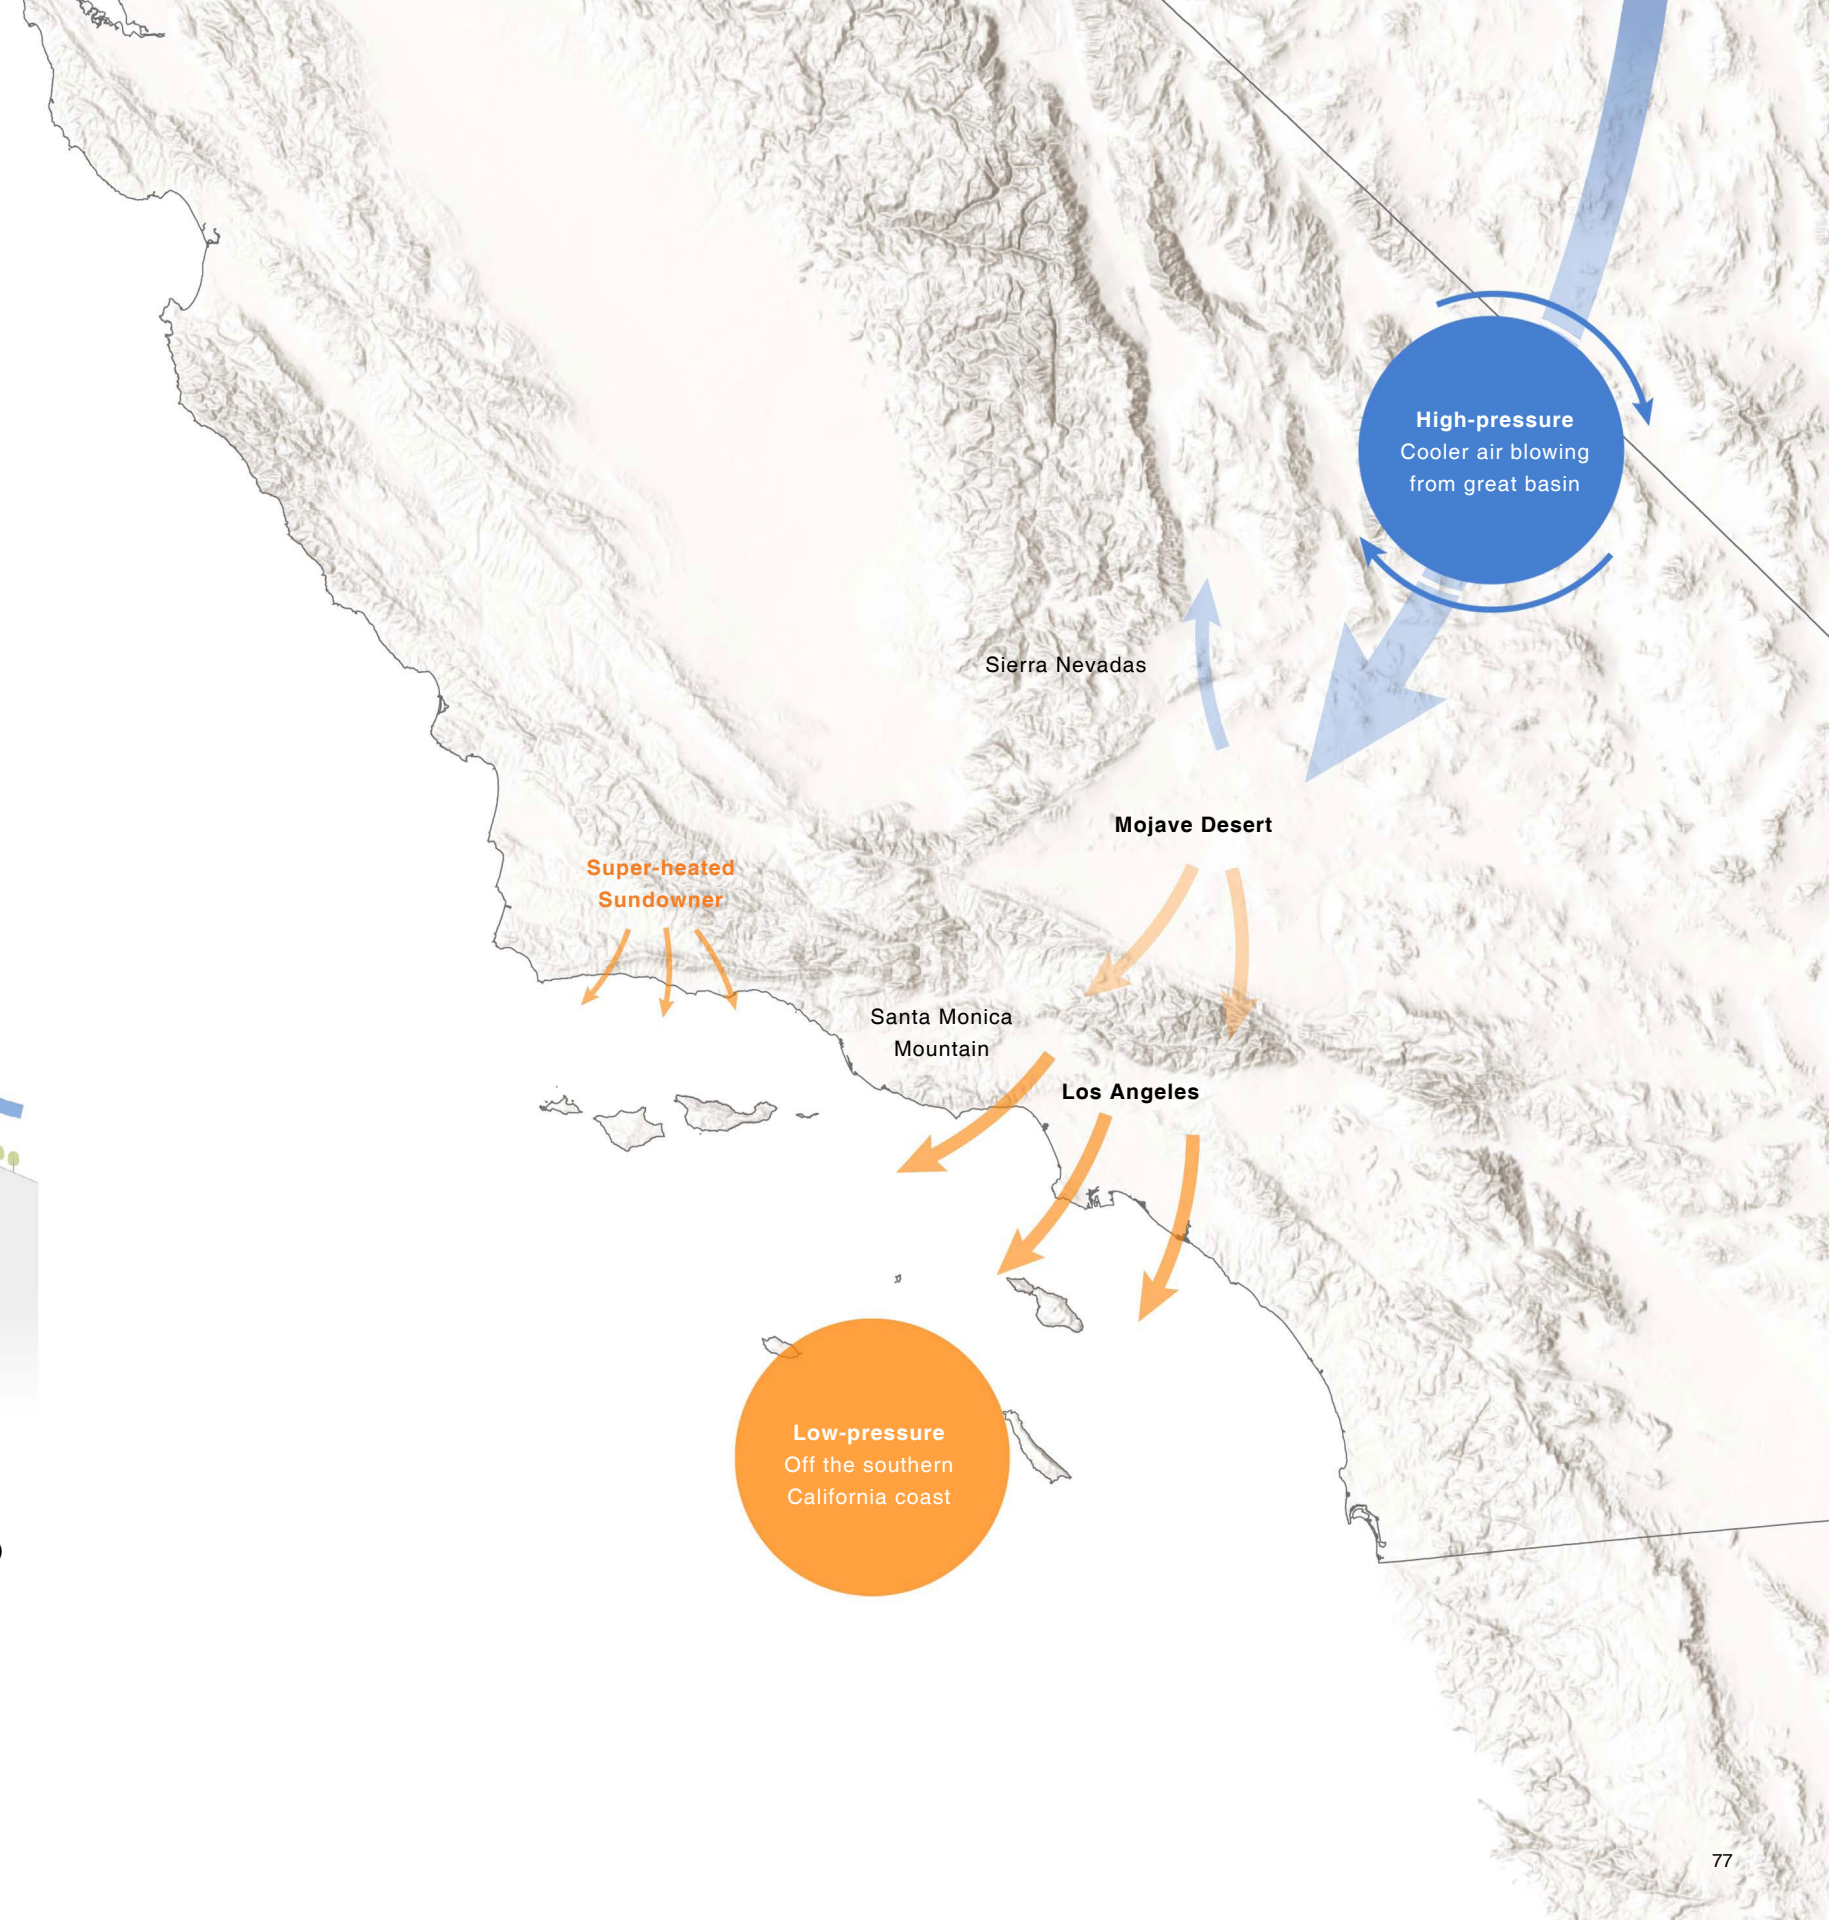 High-pressure
Cooler air blowing
from great basin
Sierra Nevadas
Mojave Desert
Super-heated
Sundowner
Santa Monica
Mountain
Los Angeles
Low-pressure
Off the southern
California coast
77